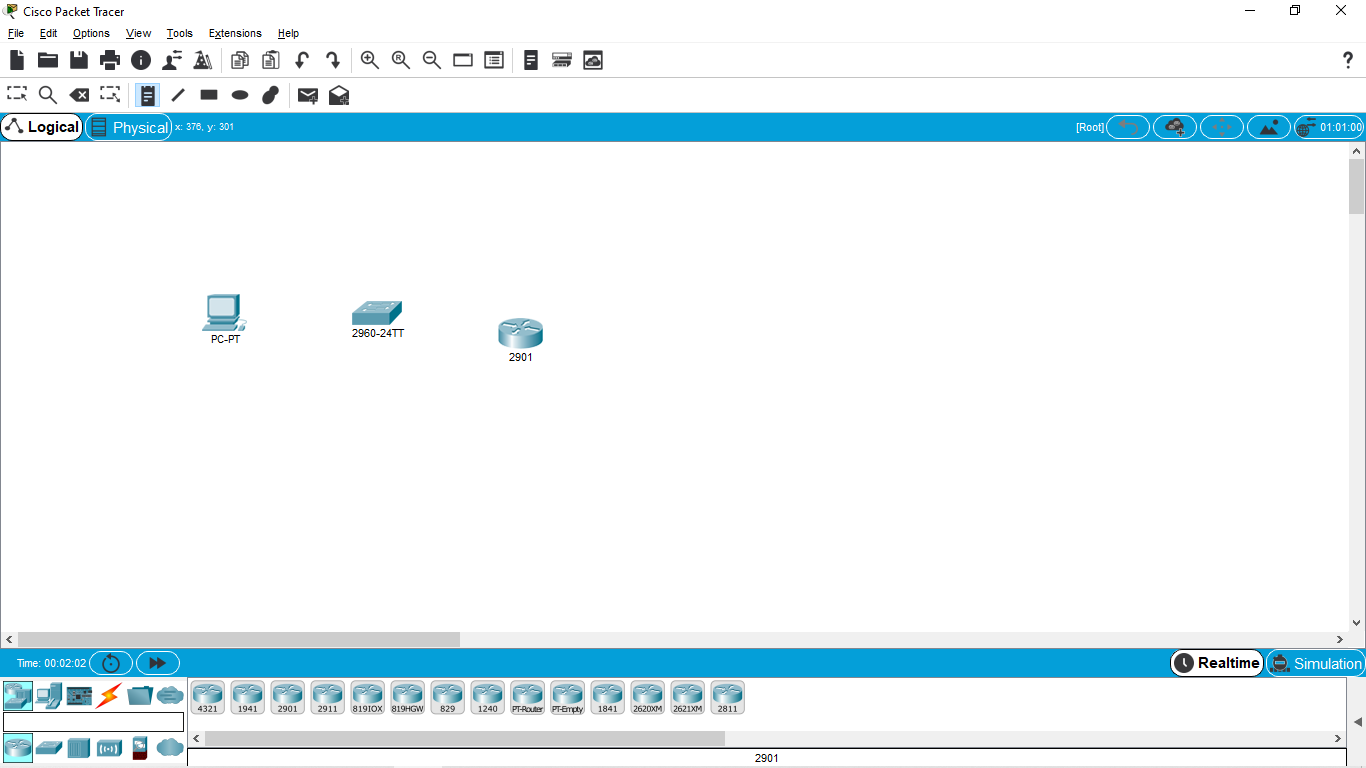 Cisco Packet Tracer
File Edit Options View Tools Extensions Help
Logical Physical x: 376, y: 301 [Root] 01:01:00
PC-PT
2960-24TT
2901
Time: 00:02:02 Realtime Simulation
4321 1941 2901 2911 819IOX 819HGW 829 1240 PT-Router PT-Empty 1841 2620XM 2621XM 2811
2901